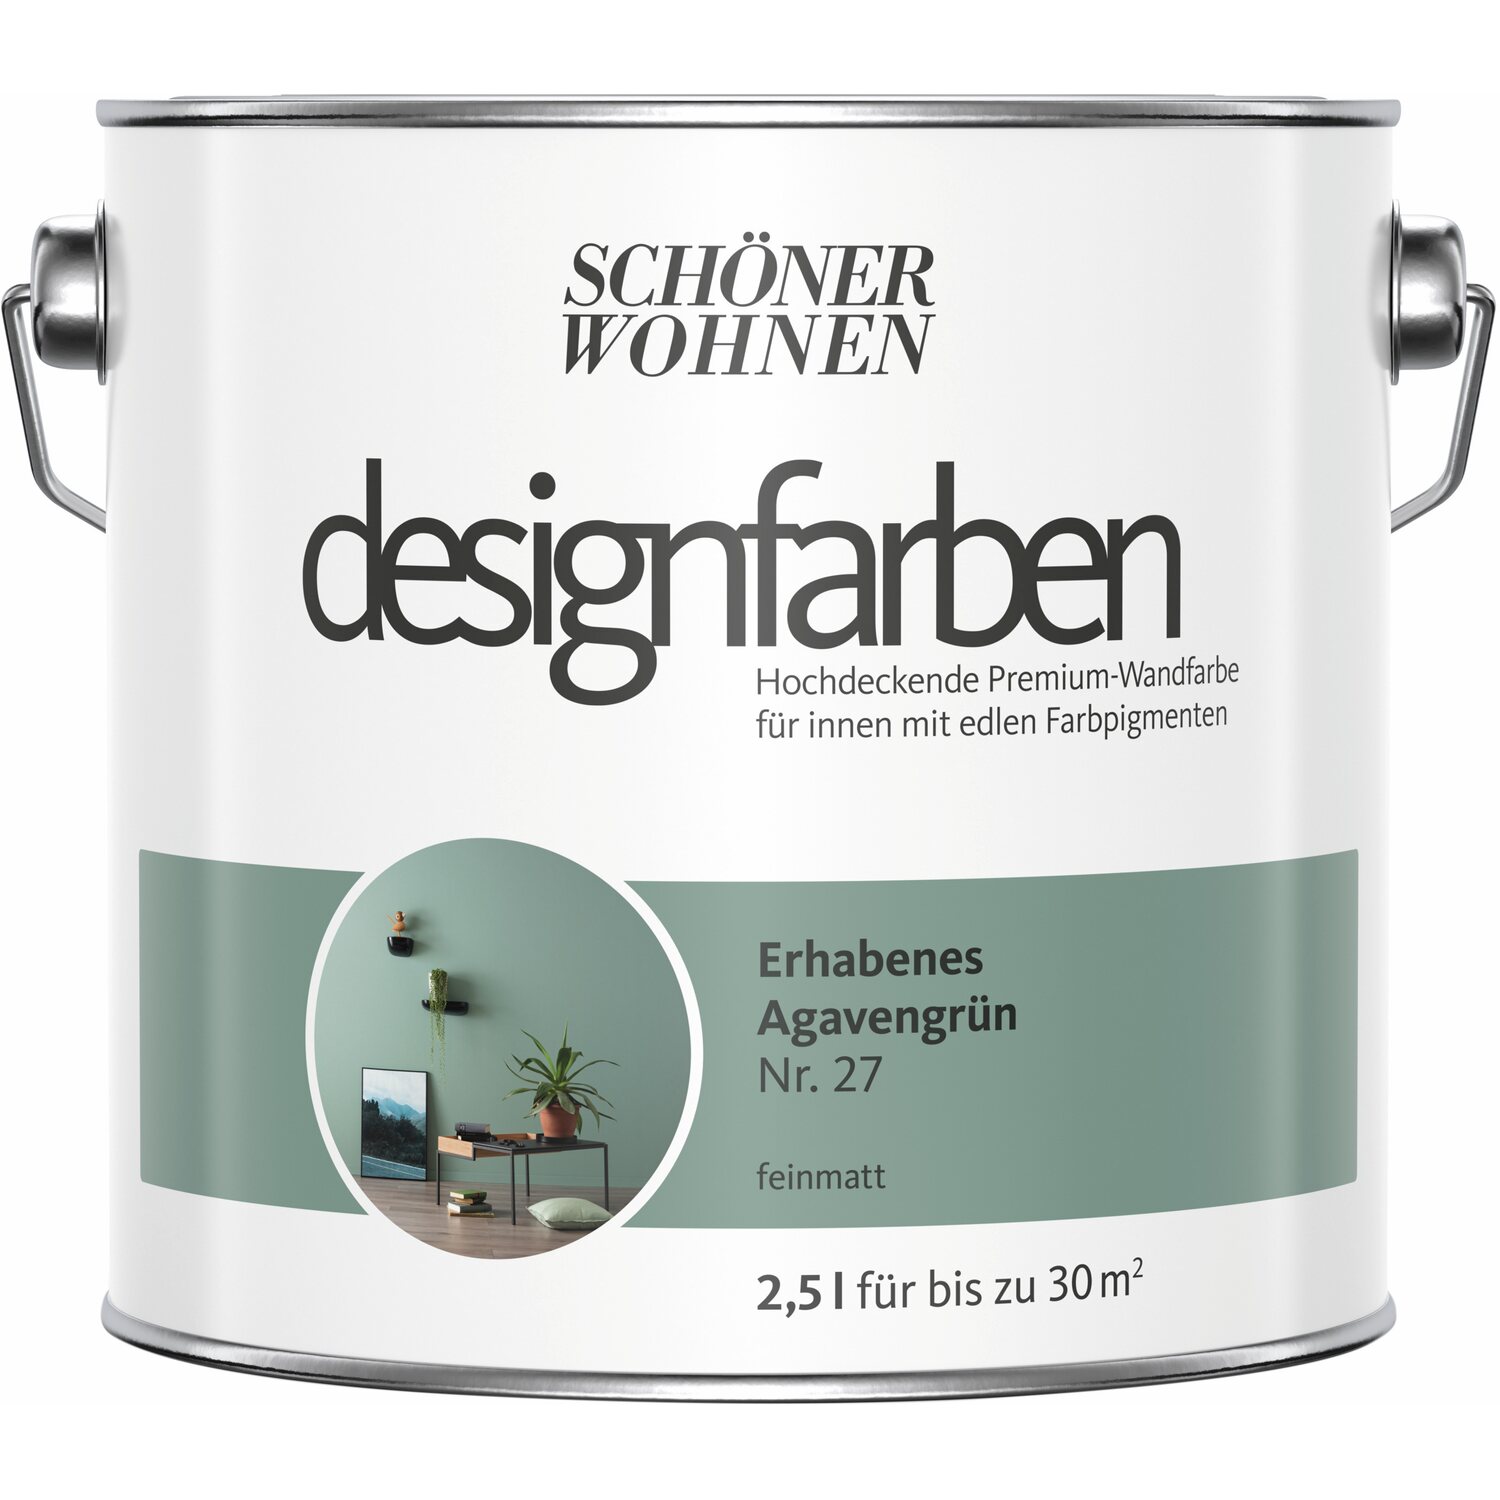 SCHÖNER
WOHNEN
designfarben
Hochdeckende Premium-Wandfarbe
für innen mit edlen Farbpigmenten
Erhabenes
Agavengrün
Nr. 27
feinmatt
2,5 l für bis zu 30 m²